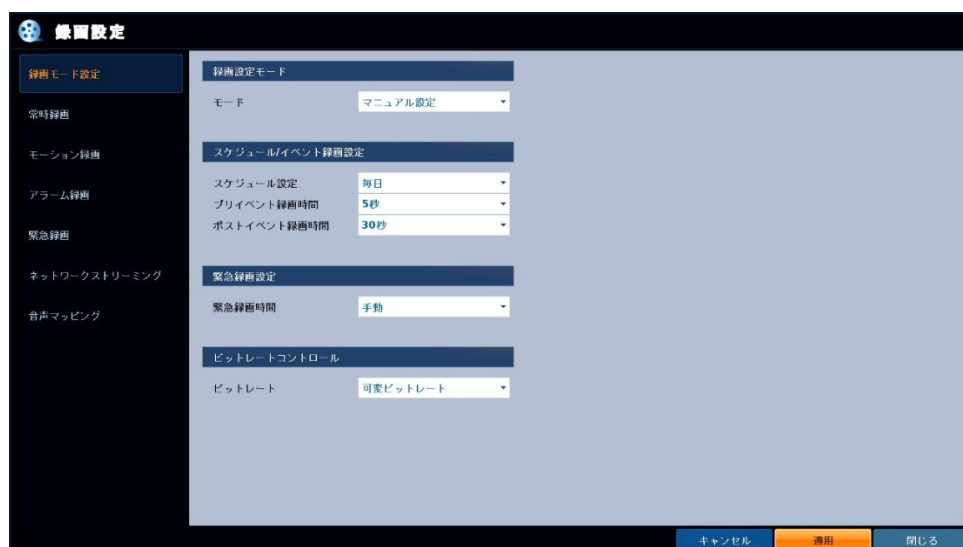 録画設定
録画モード設定
常時録画
モーション録画
アラーム録画
緊急録画
ネットワークストリーミング
音声マッピング
録画設定モード
モード マニュアル設定
スケジュール/イベント録画設定
スケジュール設定 毎日
プリイベント録画時間 5秒
ポストイベント録画時間 30秒
緊急録画設定
緊急録画時間 手動
ビットレートコントロール
ビットレート 可変ビットレート
キャンセル 適用 閉じる